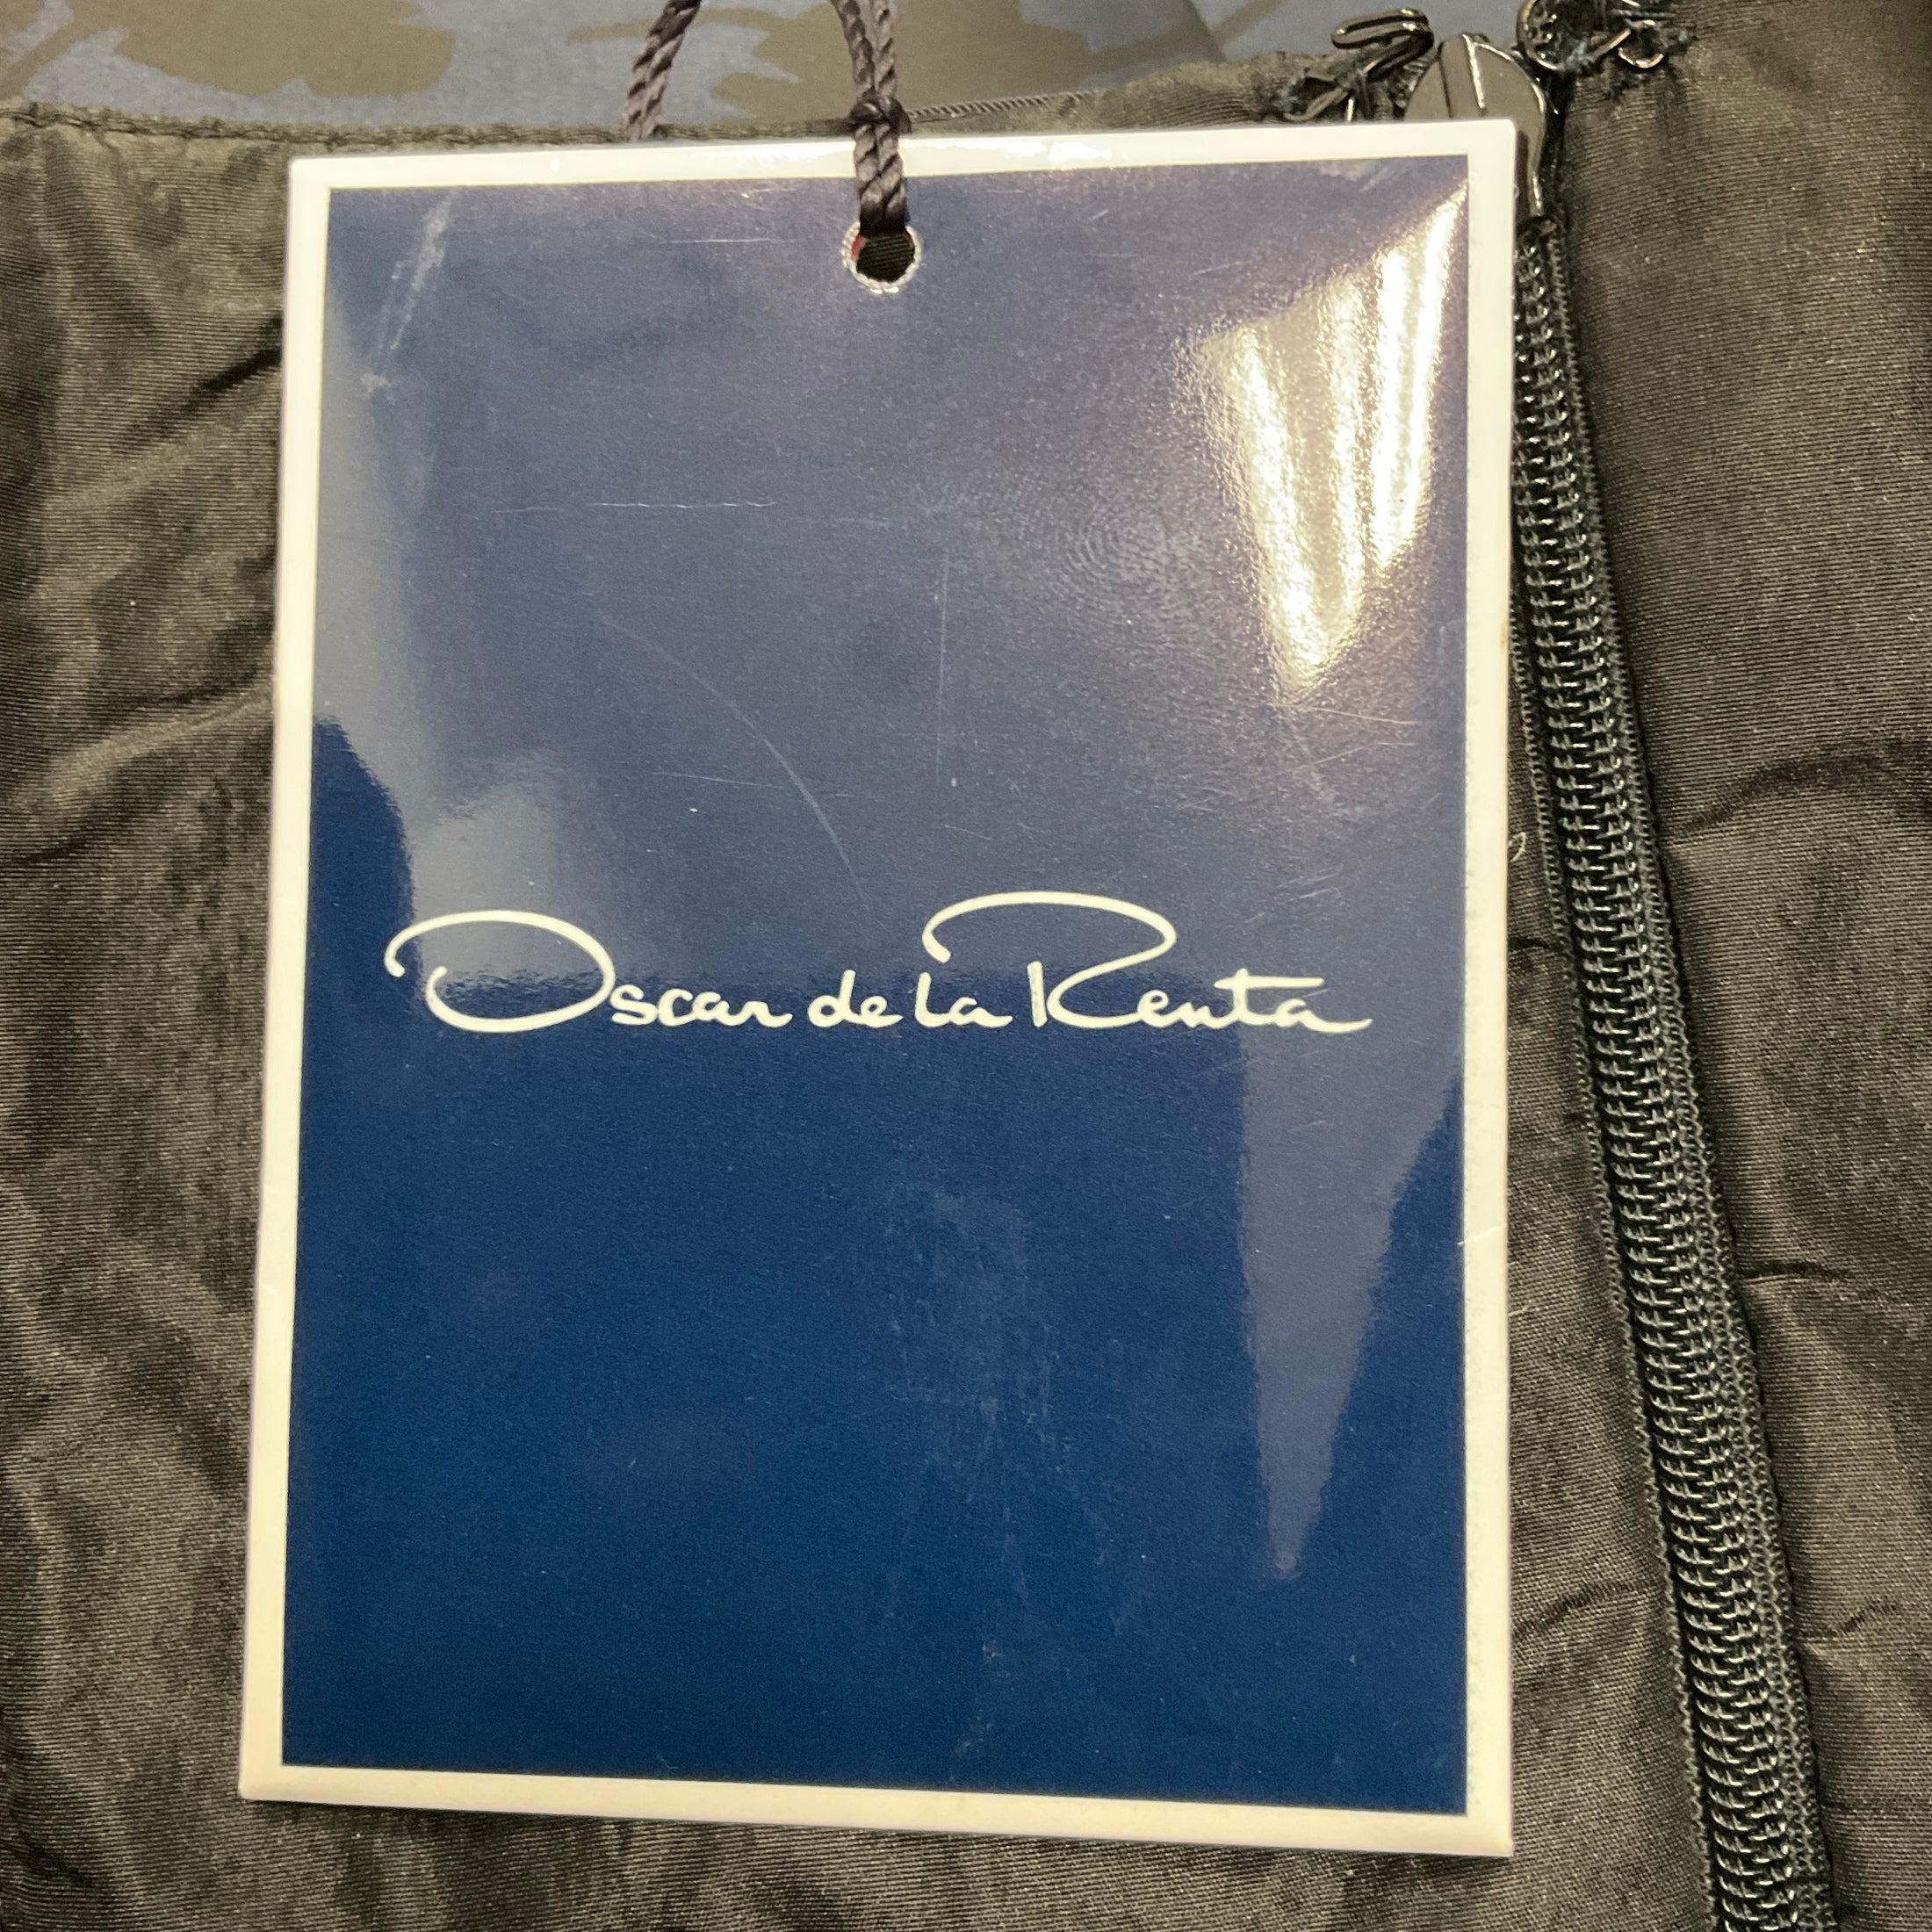 Oscar de la Renta